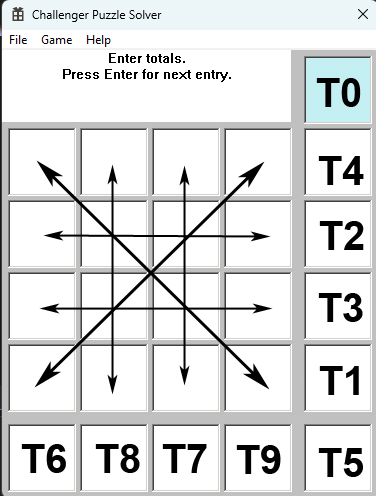 Challenger Puzzle Solver
File Game Help
Enter totals.
Press Enter for next entry.
T0
T4
T2
T3
T1
T6 T8 T7 T9 T5